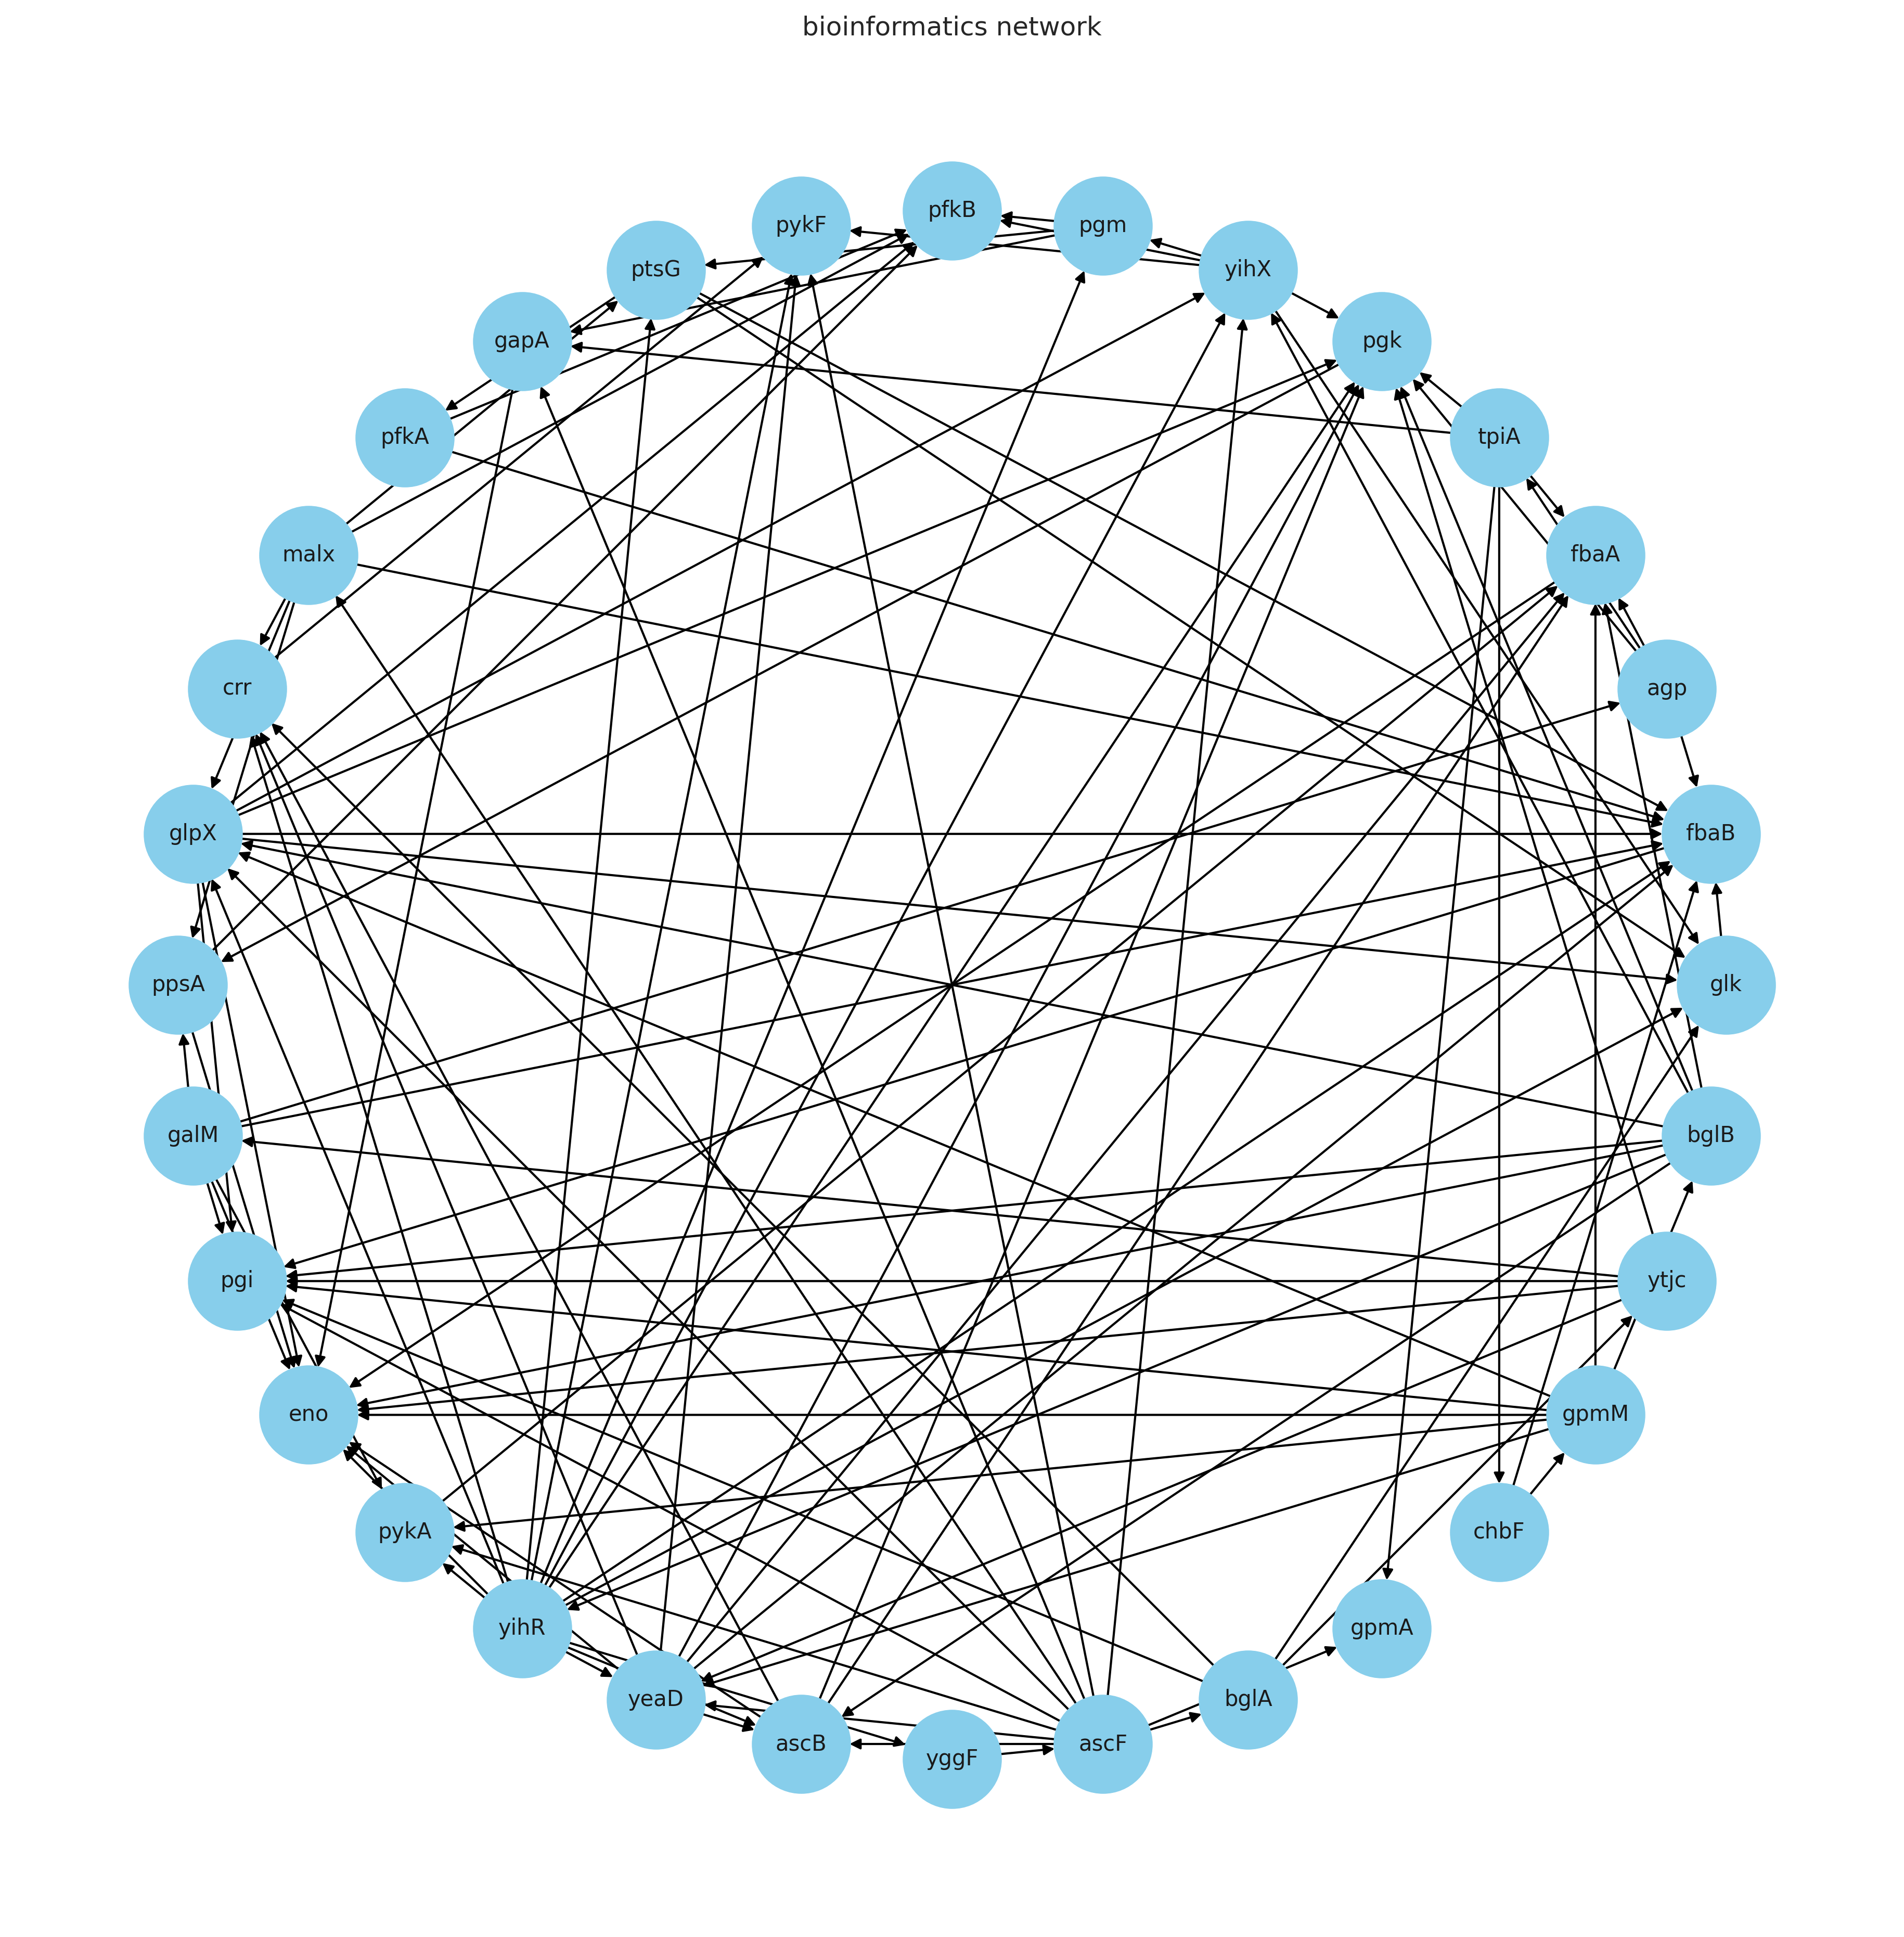 bioinformatics network
pfkB
pykF
pgm
ptsG
yihX
gapA
pgk
pfkA
tpiA
malx
fbaA
crr
agp
glpX
fbaB
ppsA
glk
galM
bglB
pgi
ytjc
eno
gpmM
pykA
chbF
yihR
gpmA
yeaD
bglA
ascB
ascF
yggF